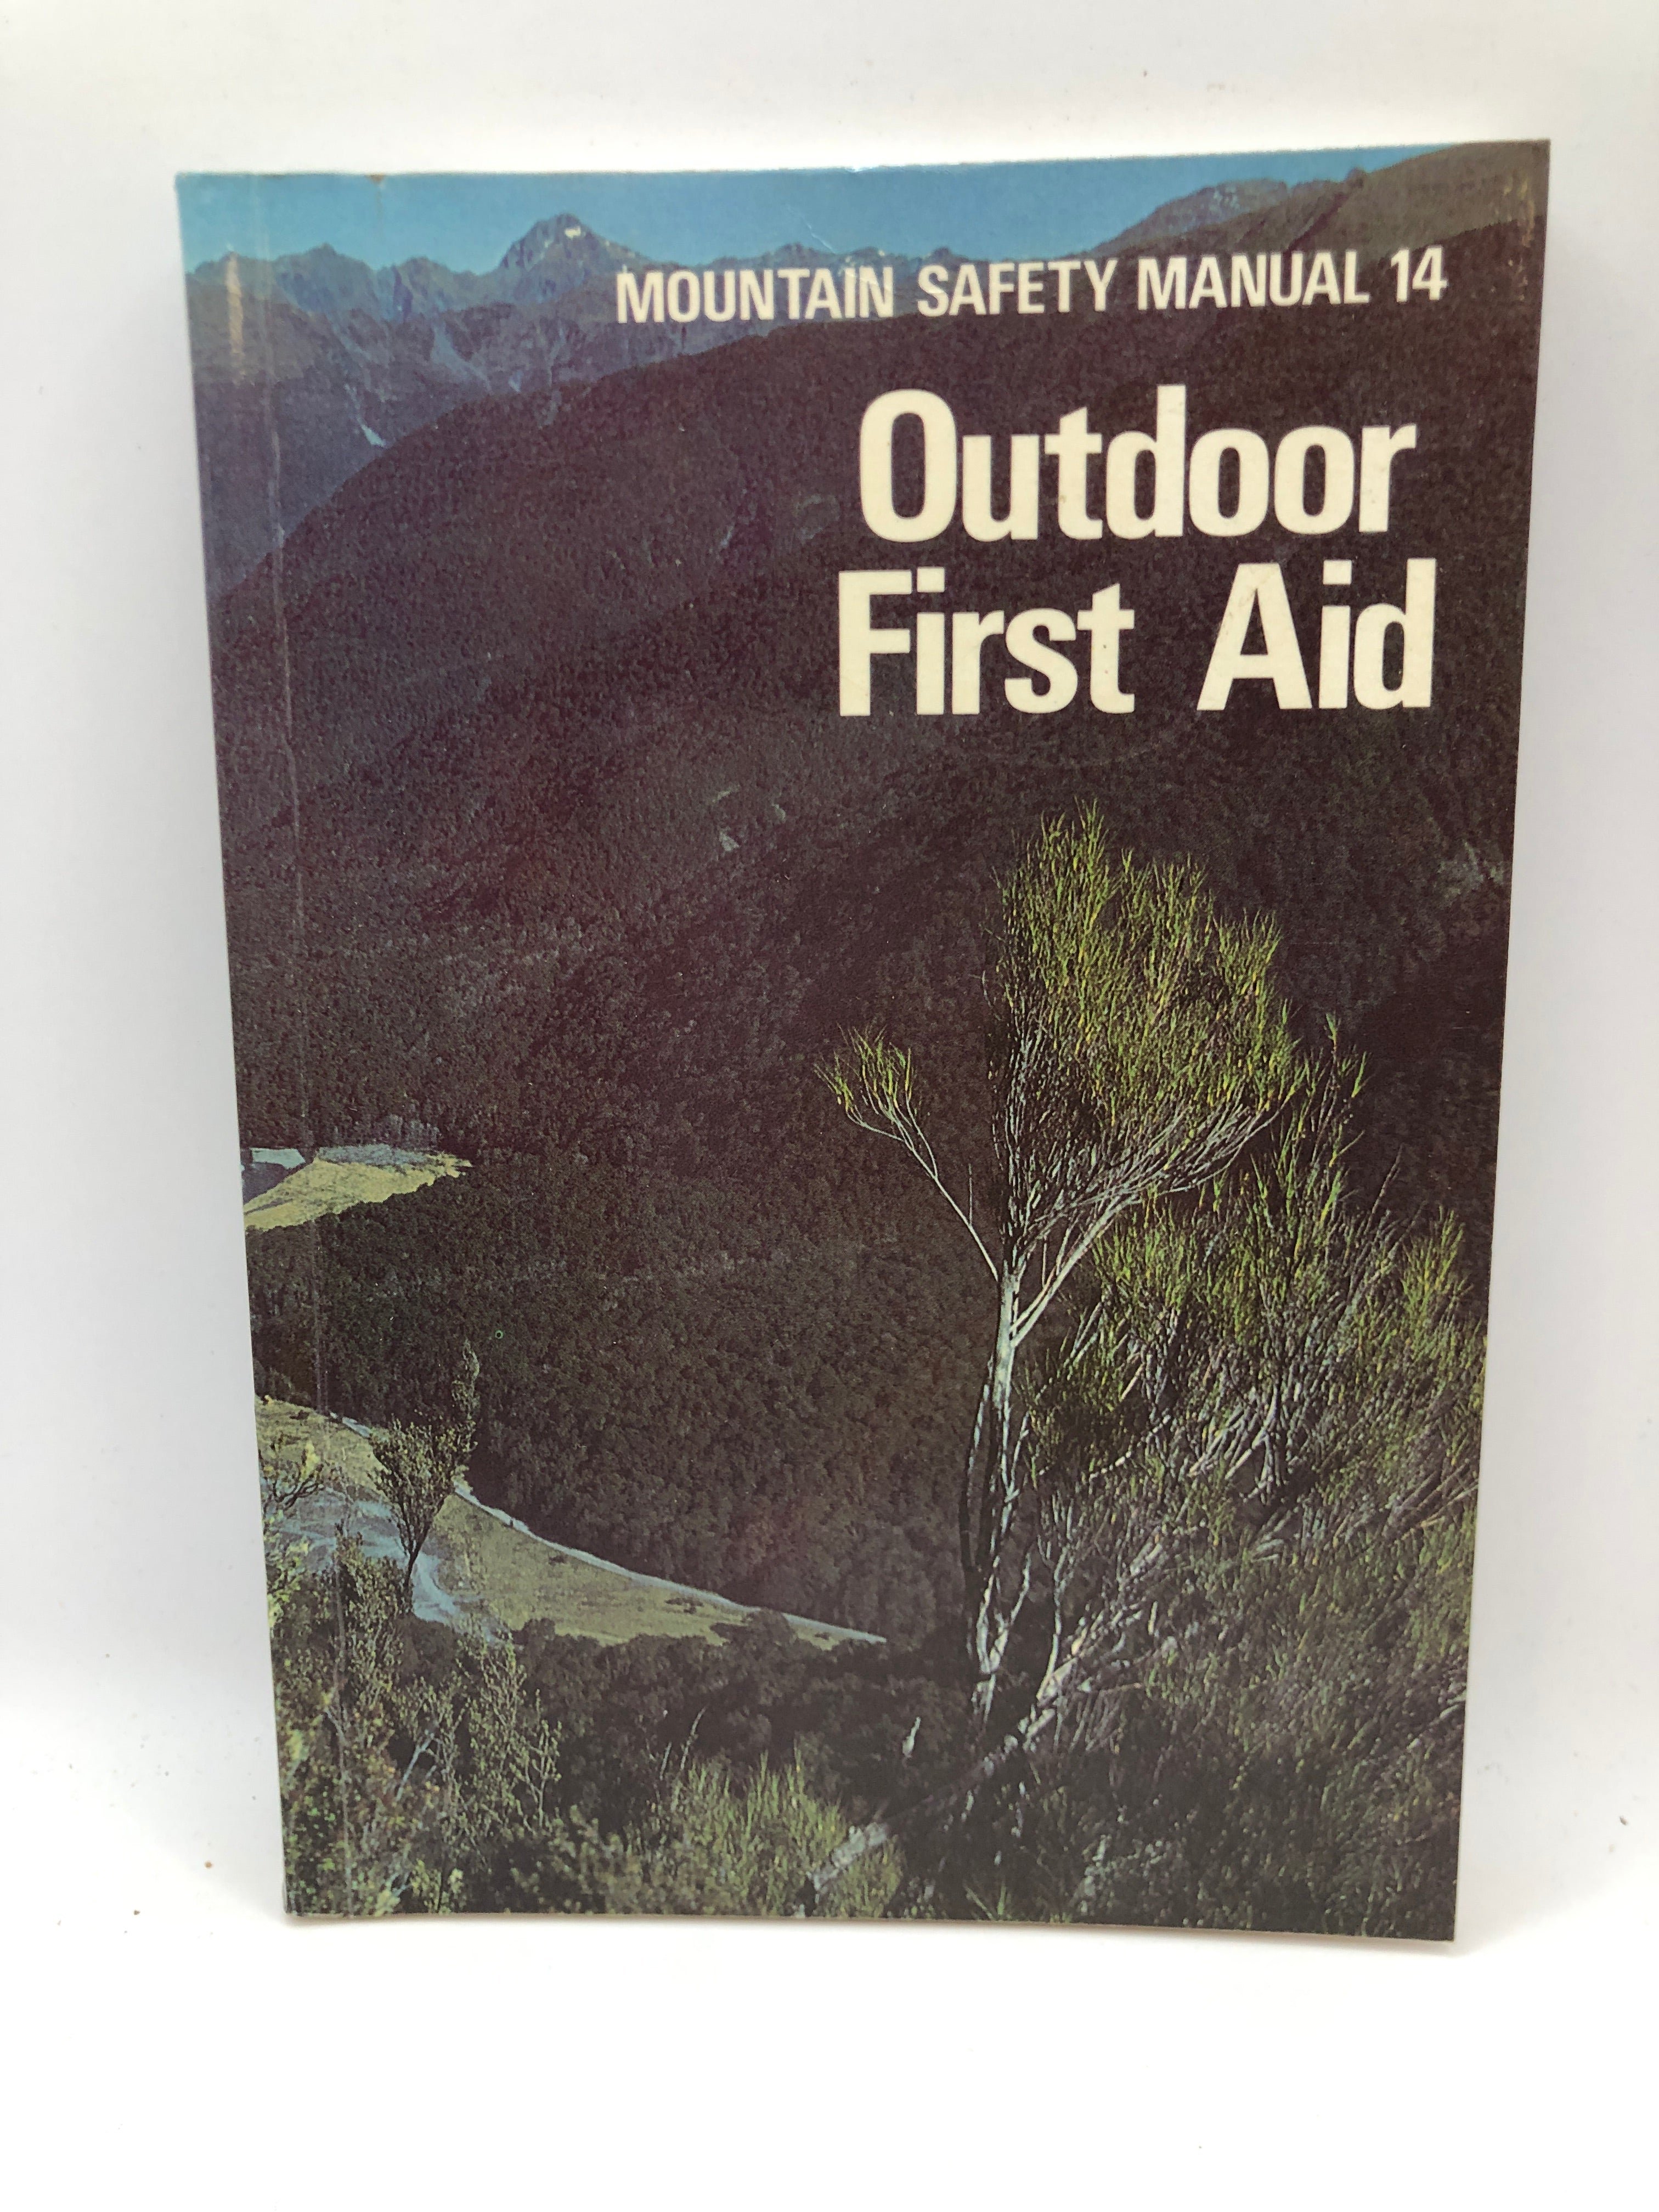 MOUNTAIN SAFETY MANUAL 14
Outdoor
First Aid